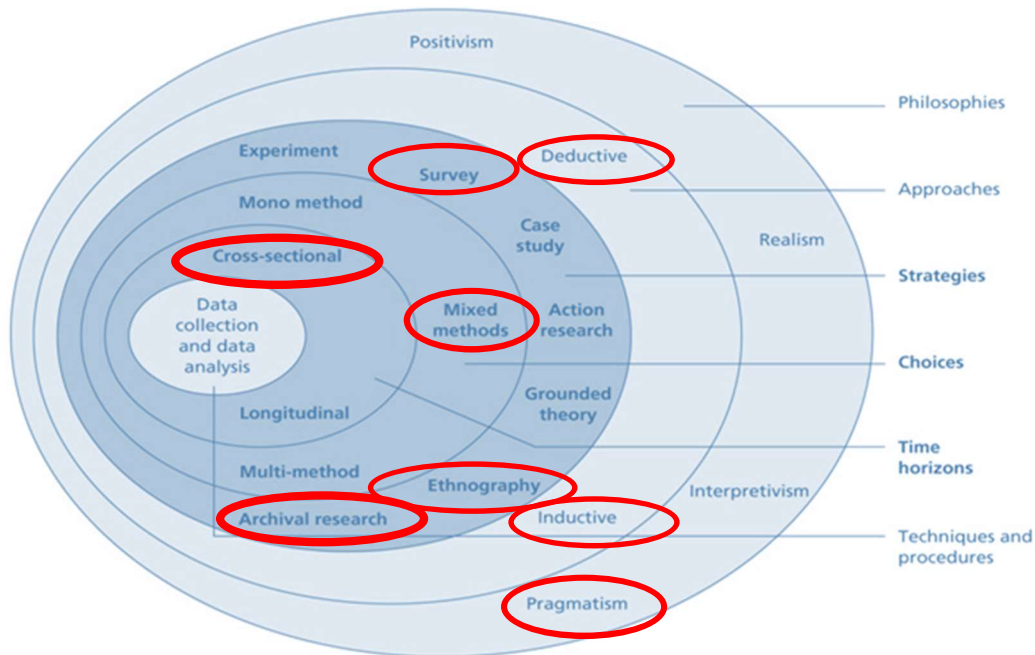 Positivism
Philosophies
Experiment
Survey
Deductive
Approaches
Mono method
Case
study
Realism
Cross-sectional
Strategies
Data
collection
and data
analysis
Mixed
methods
Action
research
Choices
Longitudinal
Grounded
theory
Time
horizons
Multi-method
Ethnography
Interpretivism
Archival research
Inductive
Techniques and
procedures
Pragmatism